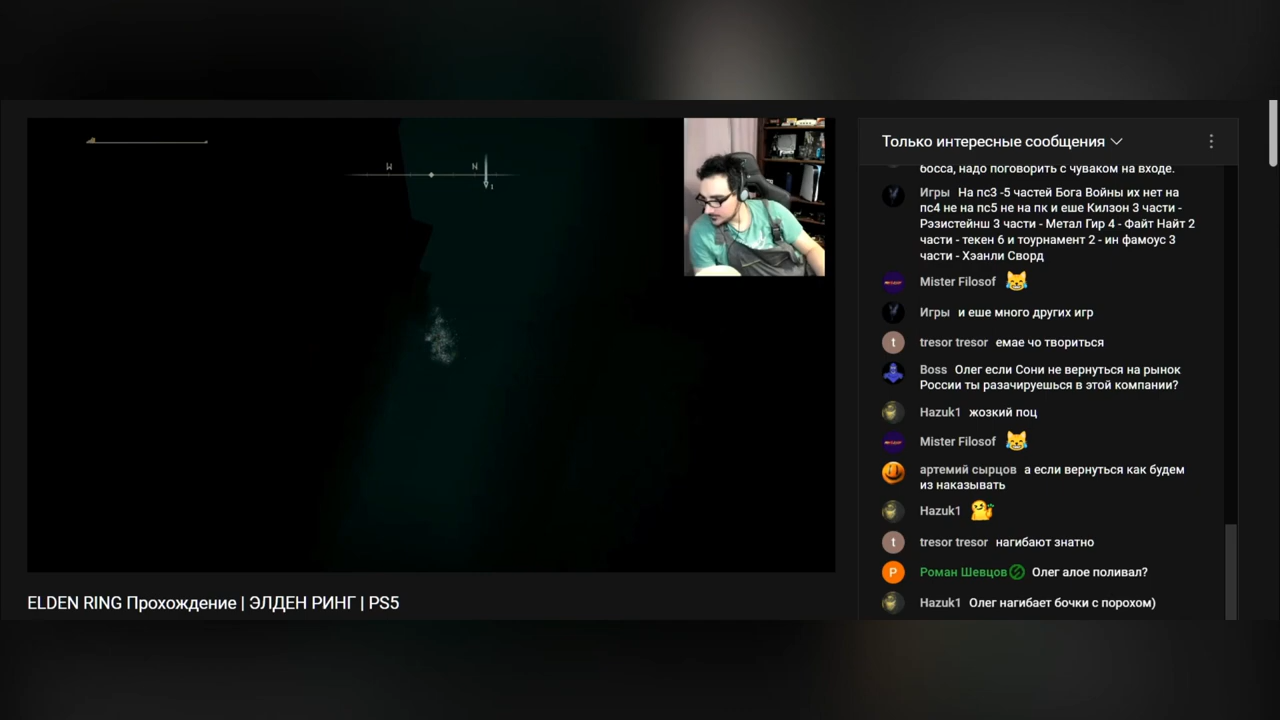 W
N
1
Только интересные сообщения
босса, надо поговорить с чуваком на входе.
Игры На пс3 -5 частей Бога Войны их нет на
пс4 не на пс5 не на пк и еше Килзон 3 части -
Рэзистейнш 3 части - Метал Гир 4 - Файт Найт 2
части - текен 6 и тоурнамент 2 - ин фамоус 3
части - Хэанли Сворд
Mister Filosof
Игры и еше много других игр
t tresor tresor емае чо твориться
Boss Олег если Сони не вернуться на рынок
России ты разачируешься в этой компании?
Hazuk1 жозкий поц
Mister Filosof
артемий сырцов а если вернуться как будем
из наказывать
Hazuk1
t tresor tresor нагибают знатно
Р Роман Шевцов Олег алое поливал?
Hazuk1 Олег нагибает бочки с порохом)
ELDEN RING Прохождение | ЭЛДЕН РИНГ | PS5